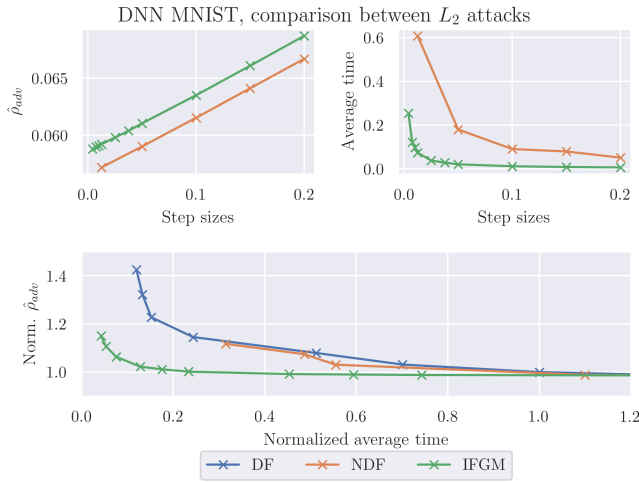 DNN MNIST, comparison between L₂ attacks
ρ̂adv
0.065
0.060
0.0 0.1 0.2
Step sizes
Average time
0.6
0.4
0.2
0.0
0.0 0.1 0.2
Step sizes
Norm. ρ̂adv
1.4
1.2
1.0
0.0 0.2 0.4 0.6 0.8 1.0 1.2
Normalized average time
DF NDF IFGM